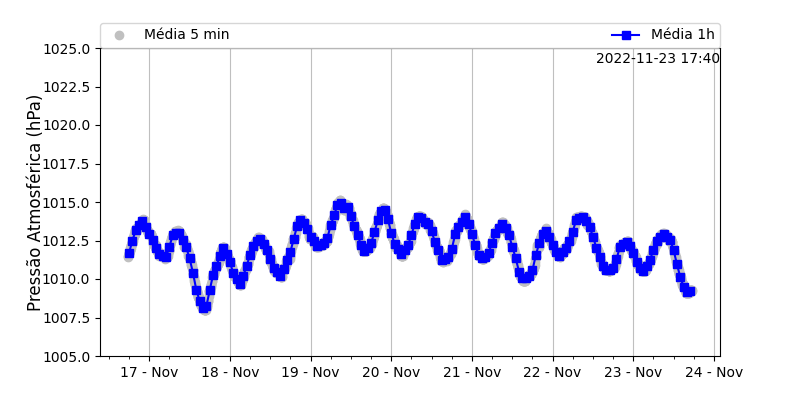 Média 5 min
Média 1h
2022-11-23 17:40
Pressão Atmosférica (hPa)
1025.0
1022.5
1020.0
1017.5
1015.0
1012.5
1010.0
1007.5
1005.0
17 - Nov
18 - Nov
19 - Nov
20 - Nov
21 - Nov
22 - Nov
23 - Nov
24 - Nov